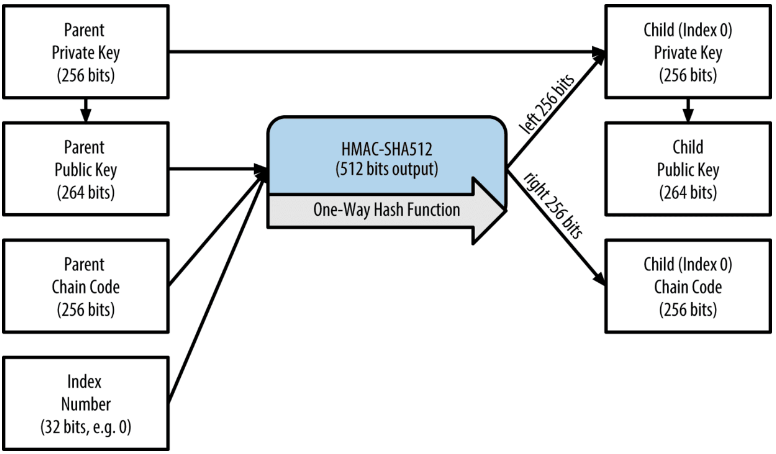 Parent
Private Key
(256 bits)
Parent
Public Key
(264 bits)
Parent
Chain Code
(256 bits)
Index
Number
(32 bits, e.g. 0)
HMAC-SHA512
(512 bits output)
One-Way Hash Function
left 256 bits
right 256 bits
Child (Index 0)
Private Key
(256 bits)
Child
Public Key
(264 bits)
Child (Index 0)
Chain Code
(256 bits)